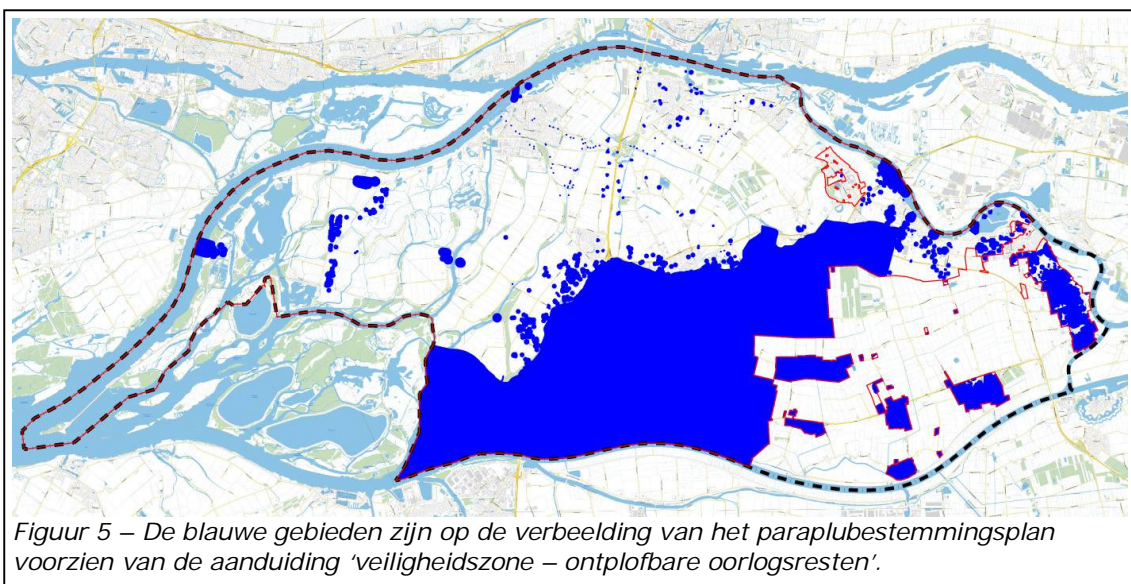 Figuur 5 – De blauwe gebieden zijn op de verbeelding van het paraplubestemmingsplan
voorzien van de aanduiding ‘veiligheidszone – ontplofbare oorlogsresten’.